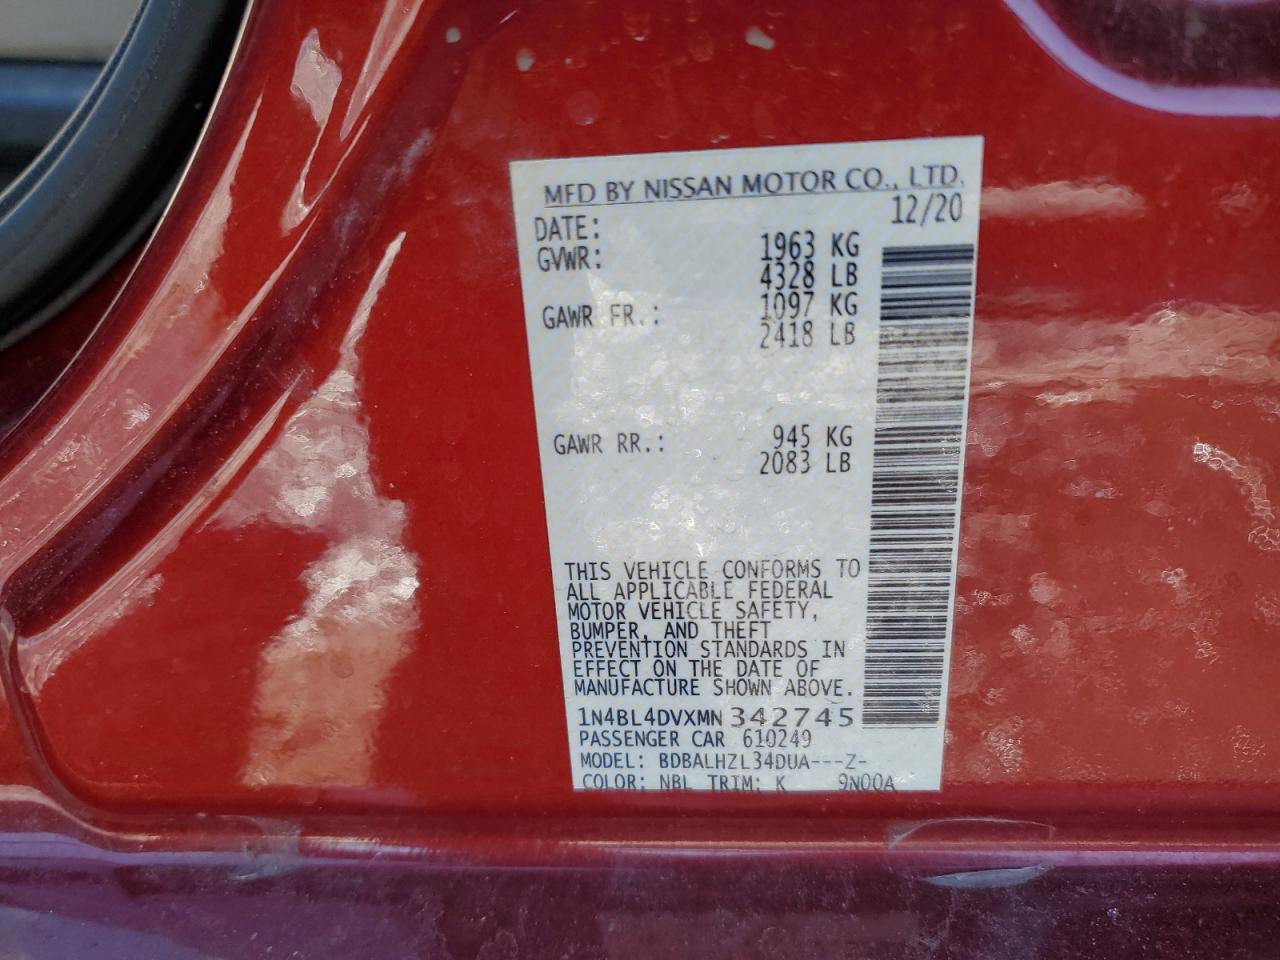 MFD BY NISSAN MOTOR CO., LTD.
DATE: 12/20
GVWR: 1963 KG
4328 LB
GAWR FR.: 1097 KG
2418 LB
GAWR RR.: 945 KG
2083 LB
THIS VEHICLE CONFORMS TO
ALL APPLICABLE FEDERAL
MOTOR VEHICLE SAFETY,
BUMPER, AND THEFT
PREVENTION STANDARDS IN
EFFECT ON THE DATE OF
MANUFACTURE SHOWN ABOVE.
1N4BL4DVXMN342745
PASSENGER CAR 610249
MODEL: BDBALHZL34DUA---Z-
COLOR: NBL TRIM: K 9N00A